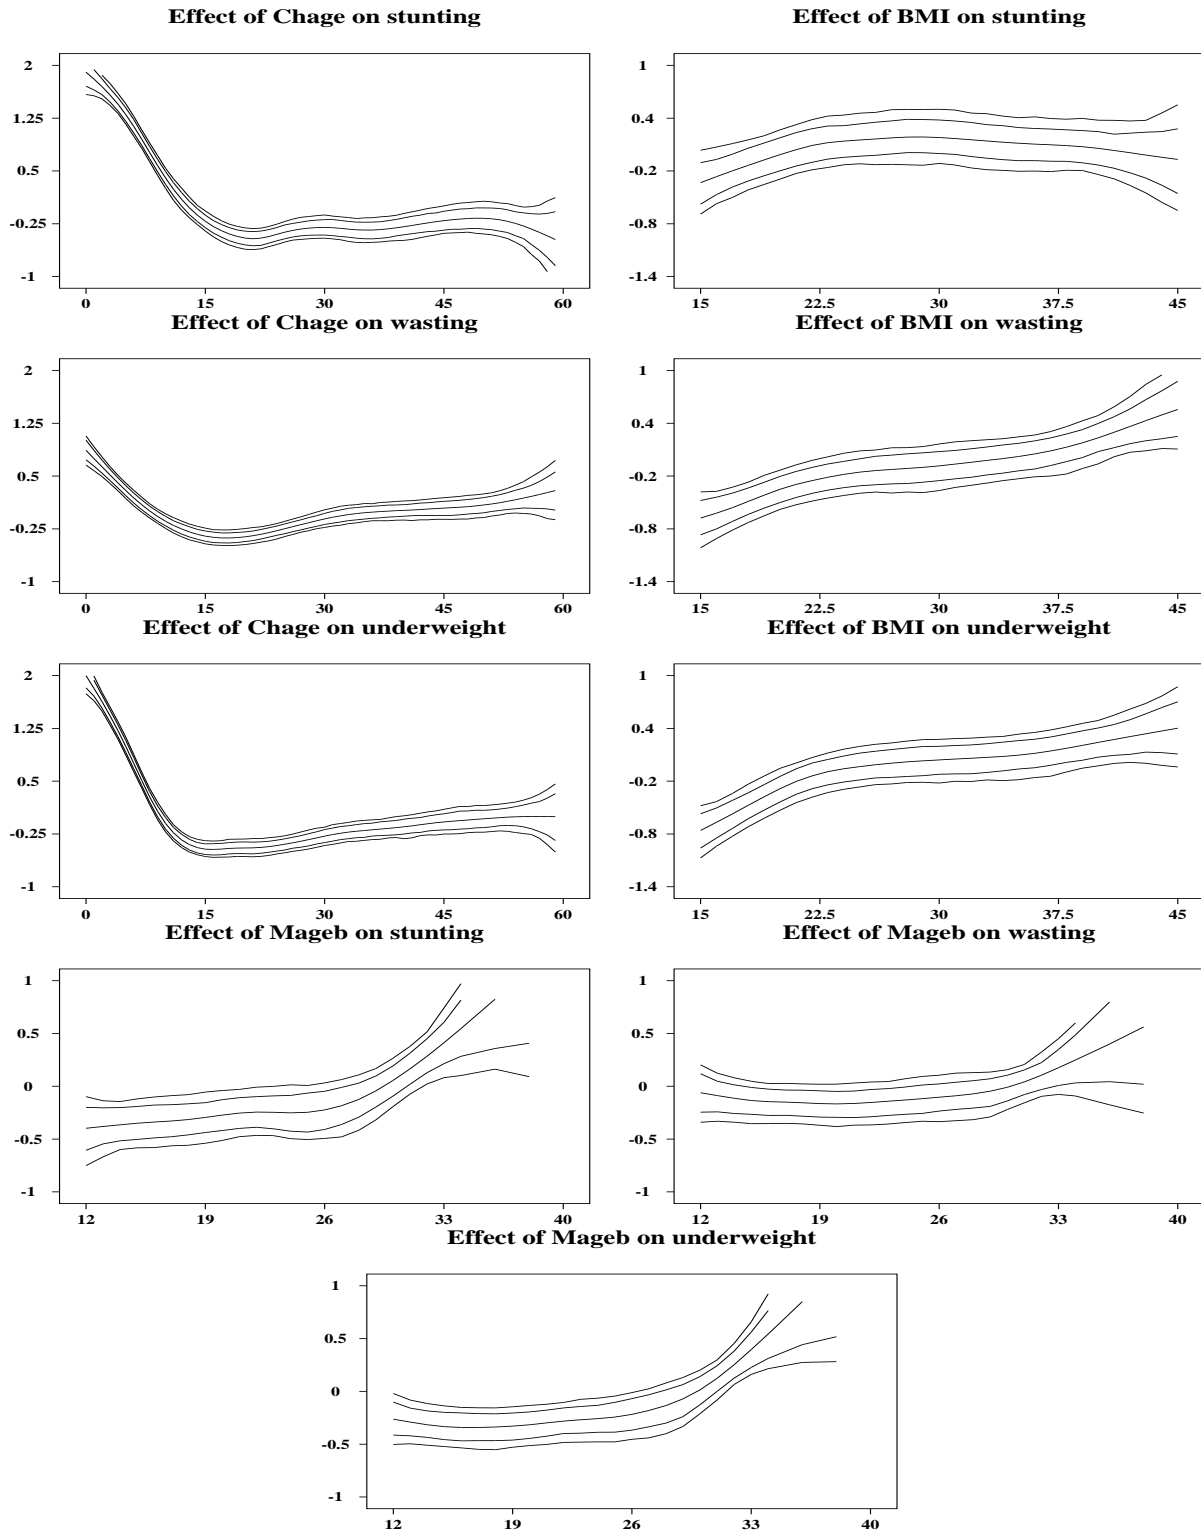 Effect of Chage on stunting
2
1.25
0.5
-0.25
-1
0 15 30 45 60
Effect of BMI on stunting
1
0.4
-0.2
-0.8
-1.4
15 22.5 30 37.5 45
Effect of Chage on wasting
2
1.25
0.5
-0.25
-1
0 15 30 45 60
Effect of BMI on wasting
1
0.4
-0.2
-0.8
-1.4
15 22.5 30 37.5 45
Effect of Chage on underweight
2
1.25
0.5
-0.25
-1
0 15 30 45 60
Effect of BMI on underweight
1
0.4
-0.2
-0.8
-1.4
15 22.5 30 37.5 45
Effect of Mageb on stunting
1
0.5
0
-0.5
-1
12 19 26 33 40
Effect of Mageb on wasting
1
0.5
0
-0.5
-1
12 19 26 33 40
Effect of Mageb on underweight
1
0.5
0
-0.5
-1
12 19 26 33 40